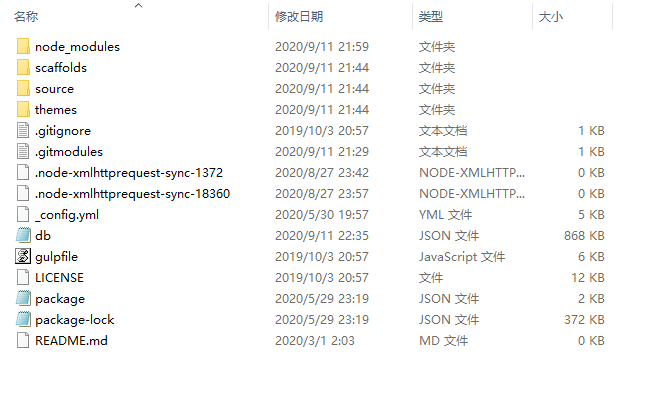 名称 修改日期 类型 大小
node_modules 2020/9/11 21:59 文件夹
scaffolds 2020/9/11 21:44 文件夹
source 2020/9/11 21:44 文件夹
themes 2020/9/11 21:44 文件夹
.gitignore 2019/10/3 20:57 文本文档 1 KB
.gitmodules 2020/9/11 21:29 文本文档 1 KB
.node-xmlhttprequest-sync-1372 2020/8/27 23:42 NODE-XMLHTTP... 0 KB
.node-xmlhttprequest-sync-18360 2020/8/27 23:57 NODE-XMLHTTP... 0 KB
_config.yml 2020/5/30 19:57 YML 文件 5 KB
db 2020/9/11 22:35 JSON 文件 868 KB
gulpfile 2019/10/3 20:57 JavaScript 文件 6 KB
LICENSE 2019/10/3 20:57 文件 12 KB
package 2020/5/29 23:19 JSON 文件 2 KB
package-lock 2020/5/29 23:19 JSON 文件 372 KB
README.md 2020/3/1 2:03 MD 文件 0 KB